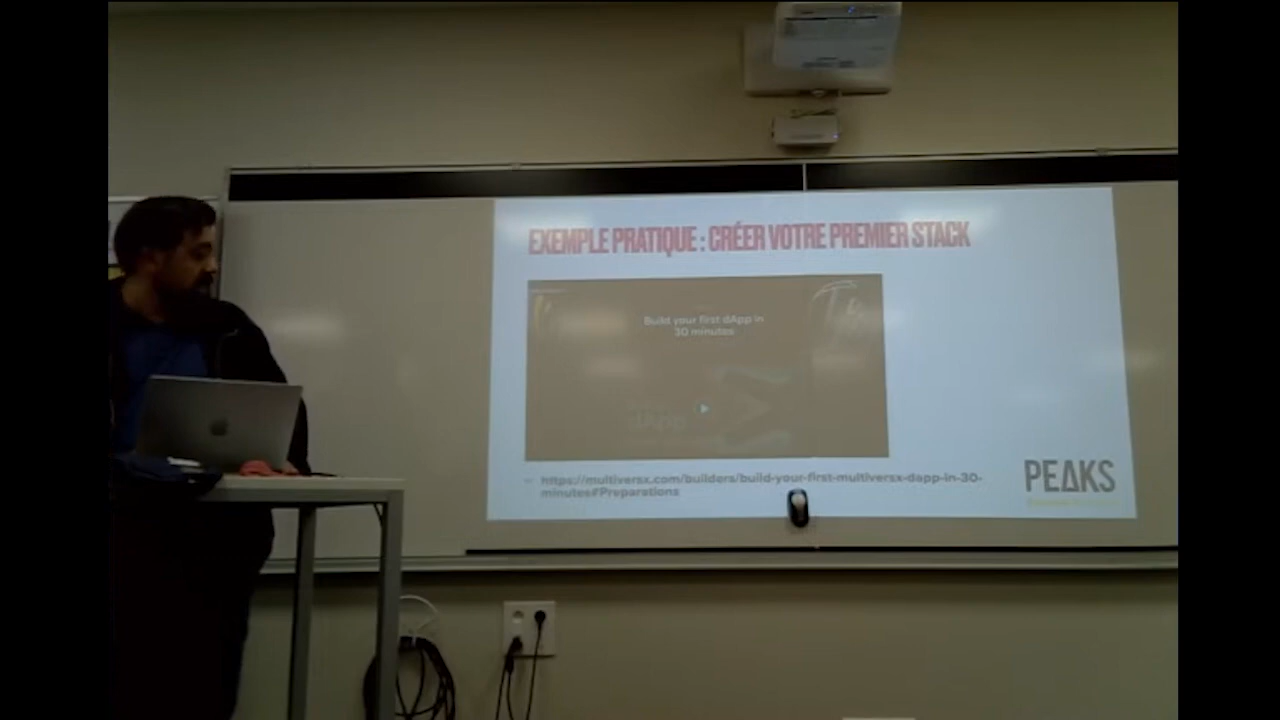 EXEMPLE PRATIQUE : CRÉER VOTRE PREMIER STACK
Build your first dApp in
30 minutes
https://multiversx.com/builders/build-your-first-multiversx-dapp-in-30-
minutes#Preparations
PEAKS